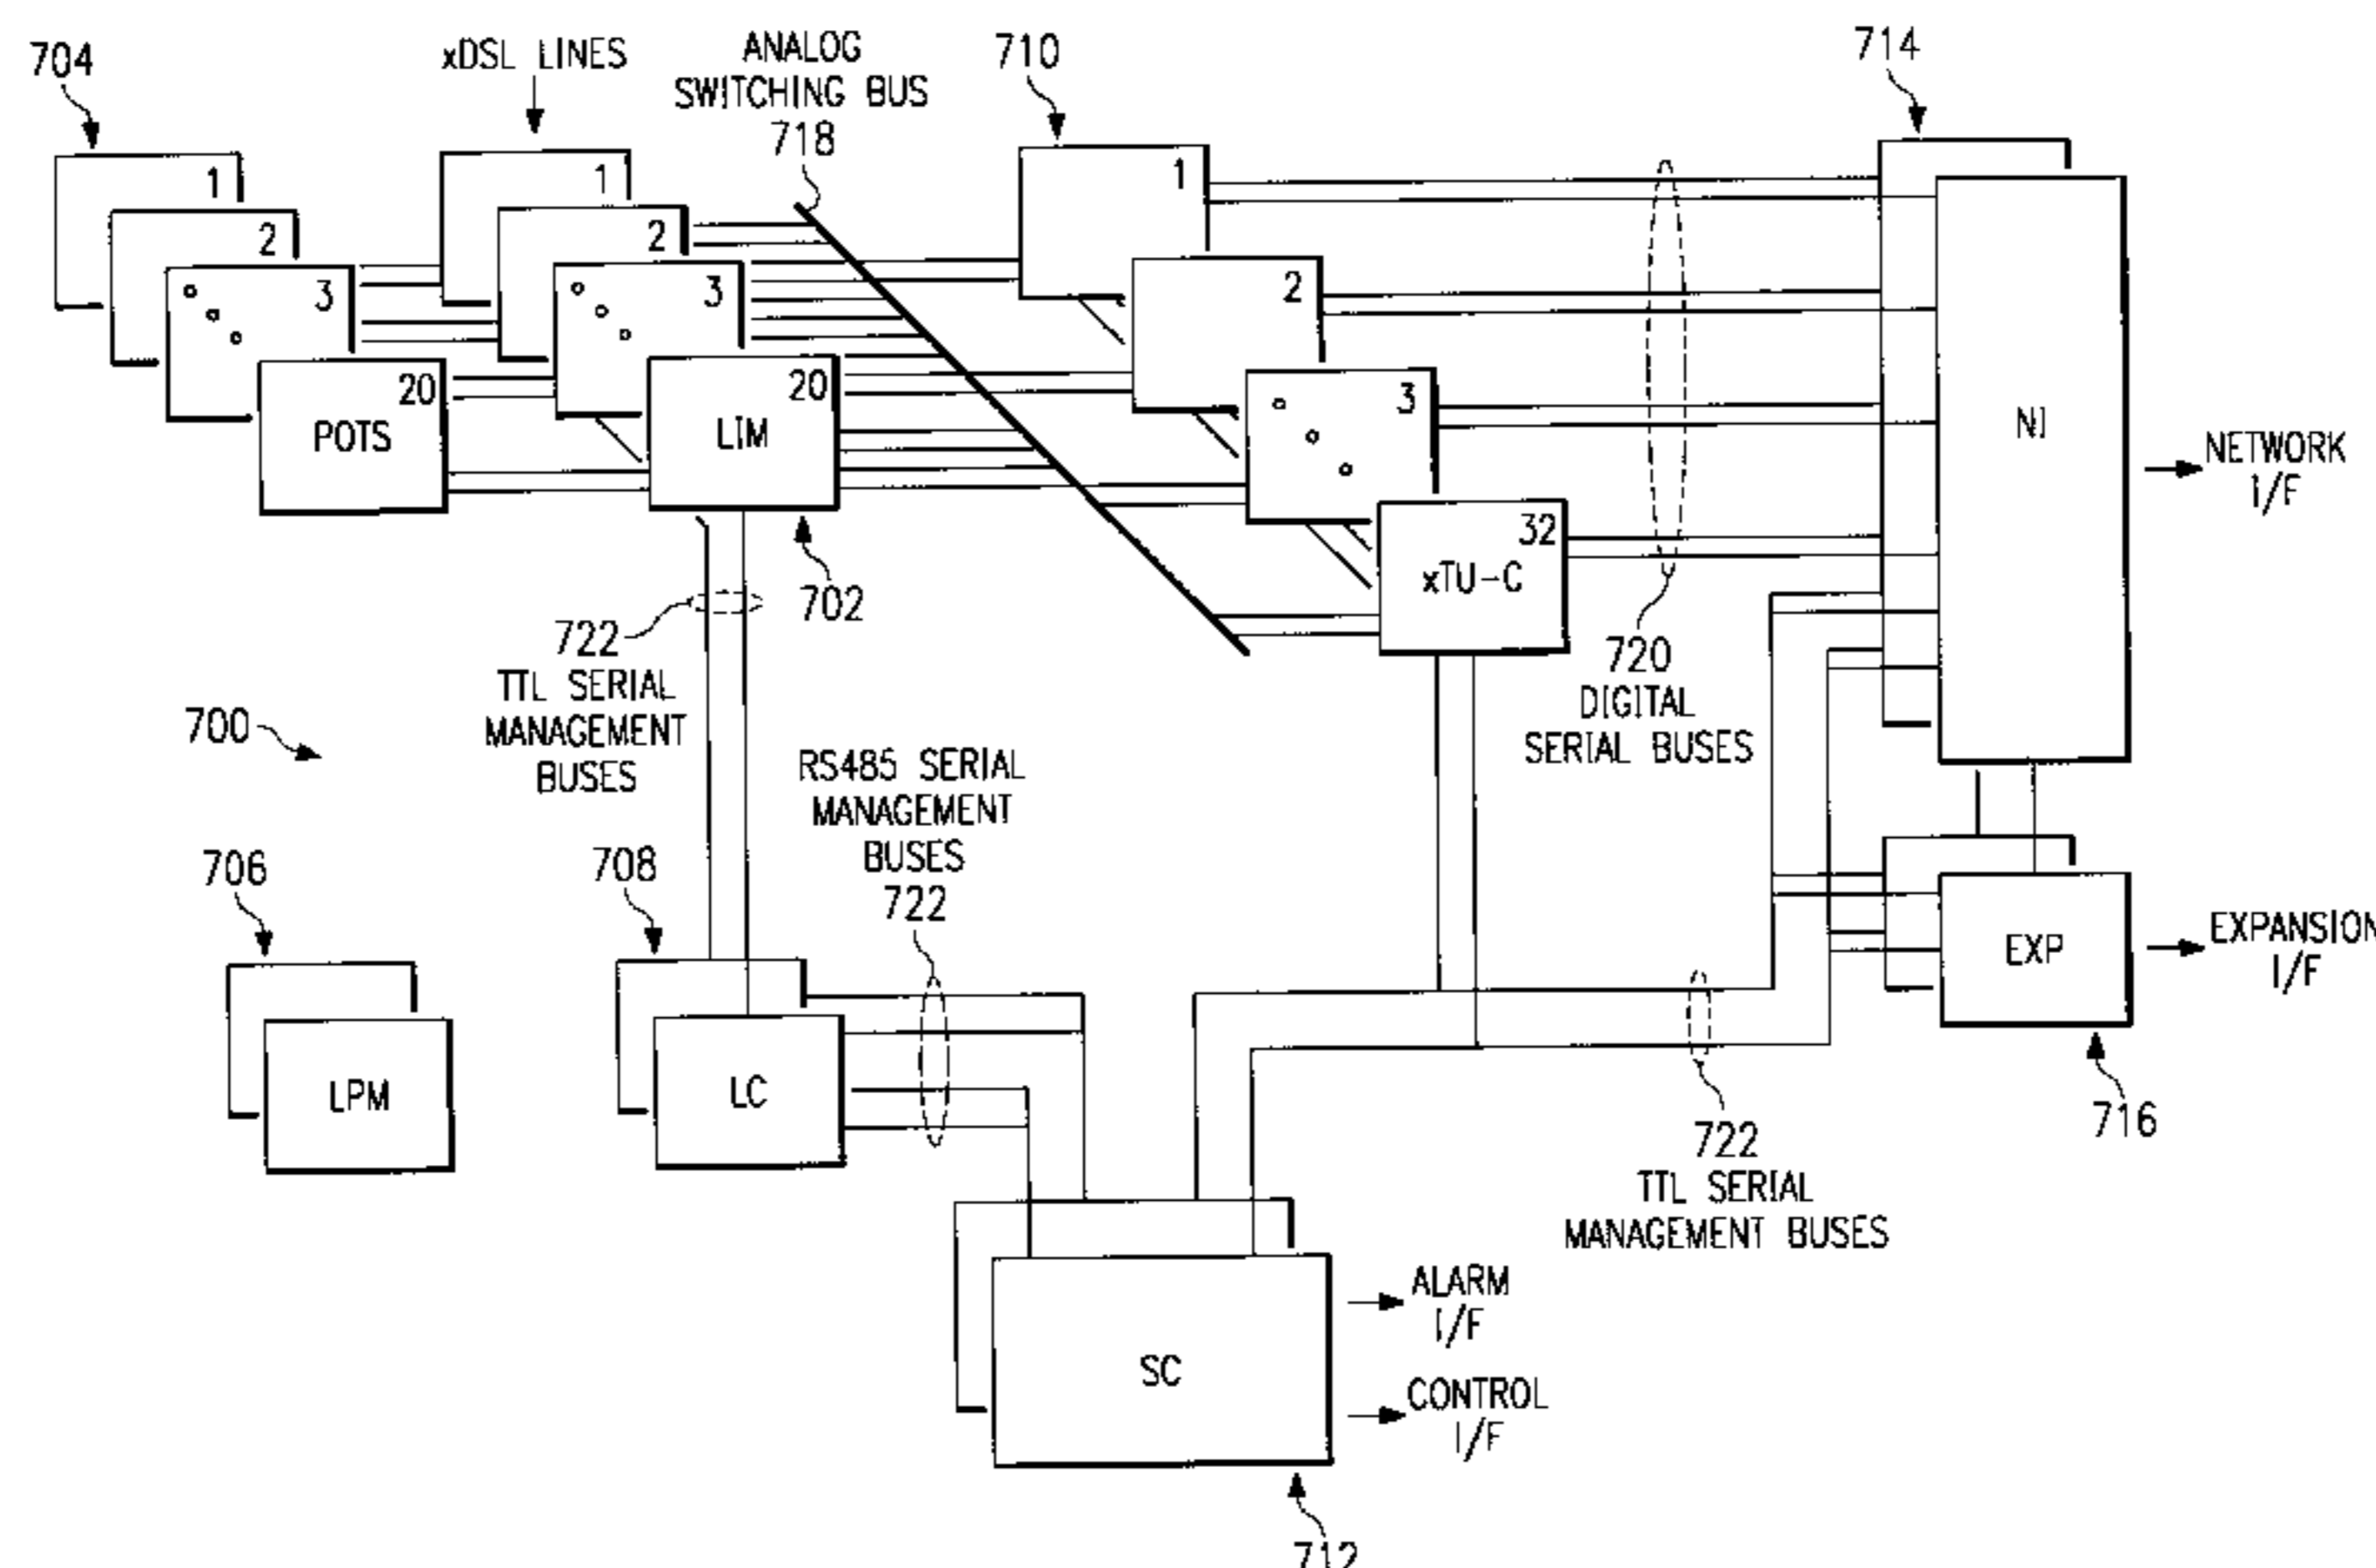 704
xDSL LINES
ANALOG
SWITCHING BUS
718
710
714
1
2
3
20
POTS
1
2
3
20
LIM
702
1
2
3
32
xTU-C
NI
NETWORK
I/F
722
TTL SERIAL
MANAGEMENT
BUSES
720
DIGITAL
SERIAL BUSES
700
RS485 SERIAL
MANAGEMENT
BUSES
722
706
LPM
708
LC
EXP
EXPANSION
I/F
716
722
TTL SERIAL
MANAGEMENT BUSES
SC
ALARM
I/F
CONTROL
I/F
712